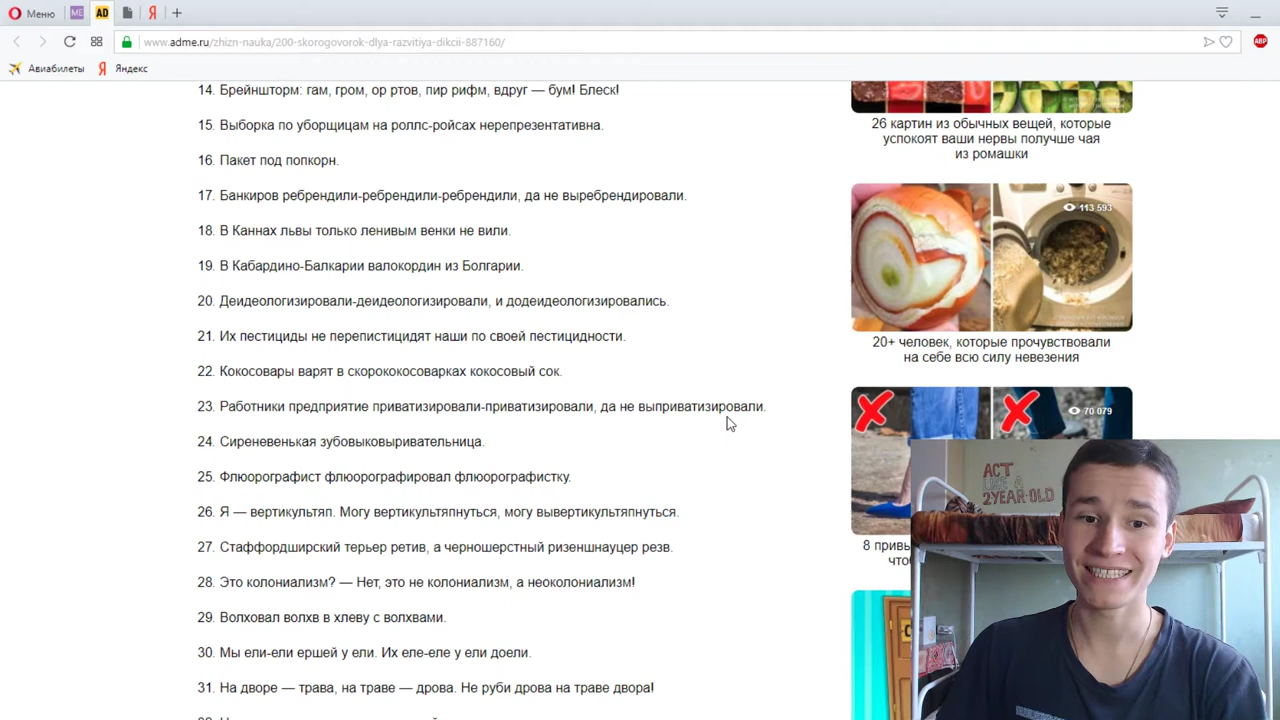 Меню
www.adme.ru/zhizn-nauka/200-skorogovorok-dlya-razvitiya-dikcii-887160/
Авиабилеты
Яндекс
14. Брейншторм: гам, гром, ор ртов, пир рифм, вдруг — бум! Блеск!
15. Выборка по уборщицам на роллс-ройсах нерепрезентативна.
16. Пакет под попкорн.
17. Банкиров ребрендили-ребрендили-ребрендили, да не выребрендировали.
18. В Каннах львы только ленивым венки не вили.
19. В Кабардино-Балкарии валокордин из Болгарии.
20. Деидеологизировали-деидеологизировали, и додеидеологизировались.
21. Их пестициды не перепистицидят наши по своей пестицидности.
22. Кокосовары варят в скорококосоварках кокосовый сок.
23. Работники предприятие приватизировали-приватизировали, да не выприватизировали.
24. Сиреневенькая зубовыковыривательница.
25. Флюорографист флюорографировал флюорографистку.
26. Я — вертикультяп. Могу вертикультяпнуться, могу вывертикультяпнуться.
27. Стаффордширский терьер ретив, а черношерстный ризеншнауцер резв.
28. Это колониализм? — Нет, это не колониализм, а неоколониализм!
29. Волховал волхв в хлеву с волхвами.
30. Мы ели-ели ершей у ели. Их еле-еле у ели доели.
31. На дворе — трава, на траве — дрова. Не руби дрова на траве двора!
26 картин из обычных вещей, которые
успокоят ваши нервы получше чая
из ромашки
113 593
20+ человек, которые прочувствовали
на себе всю силу невезения
70 079
8 привы
что
ACT
LIKE A
2YEAR-OLD
ME
AD
ABP